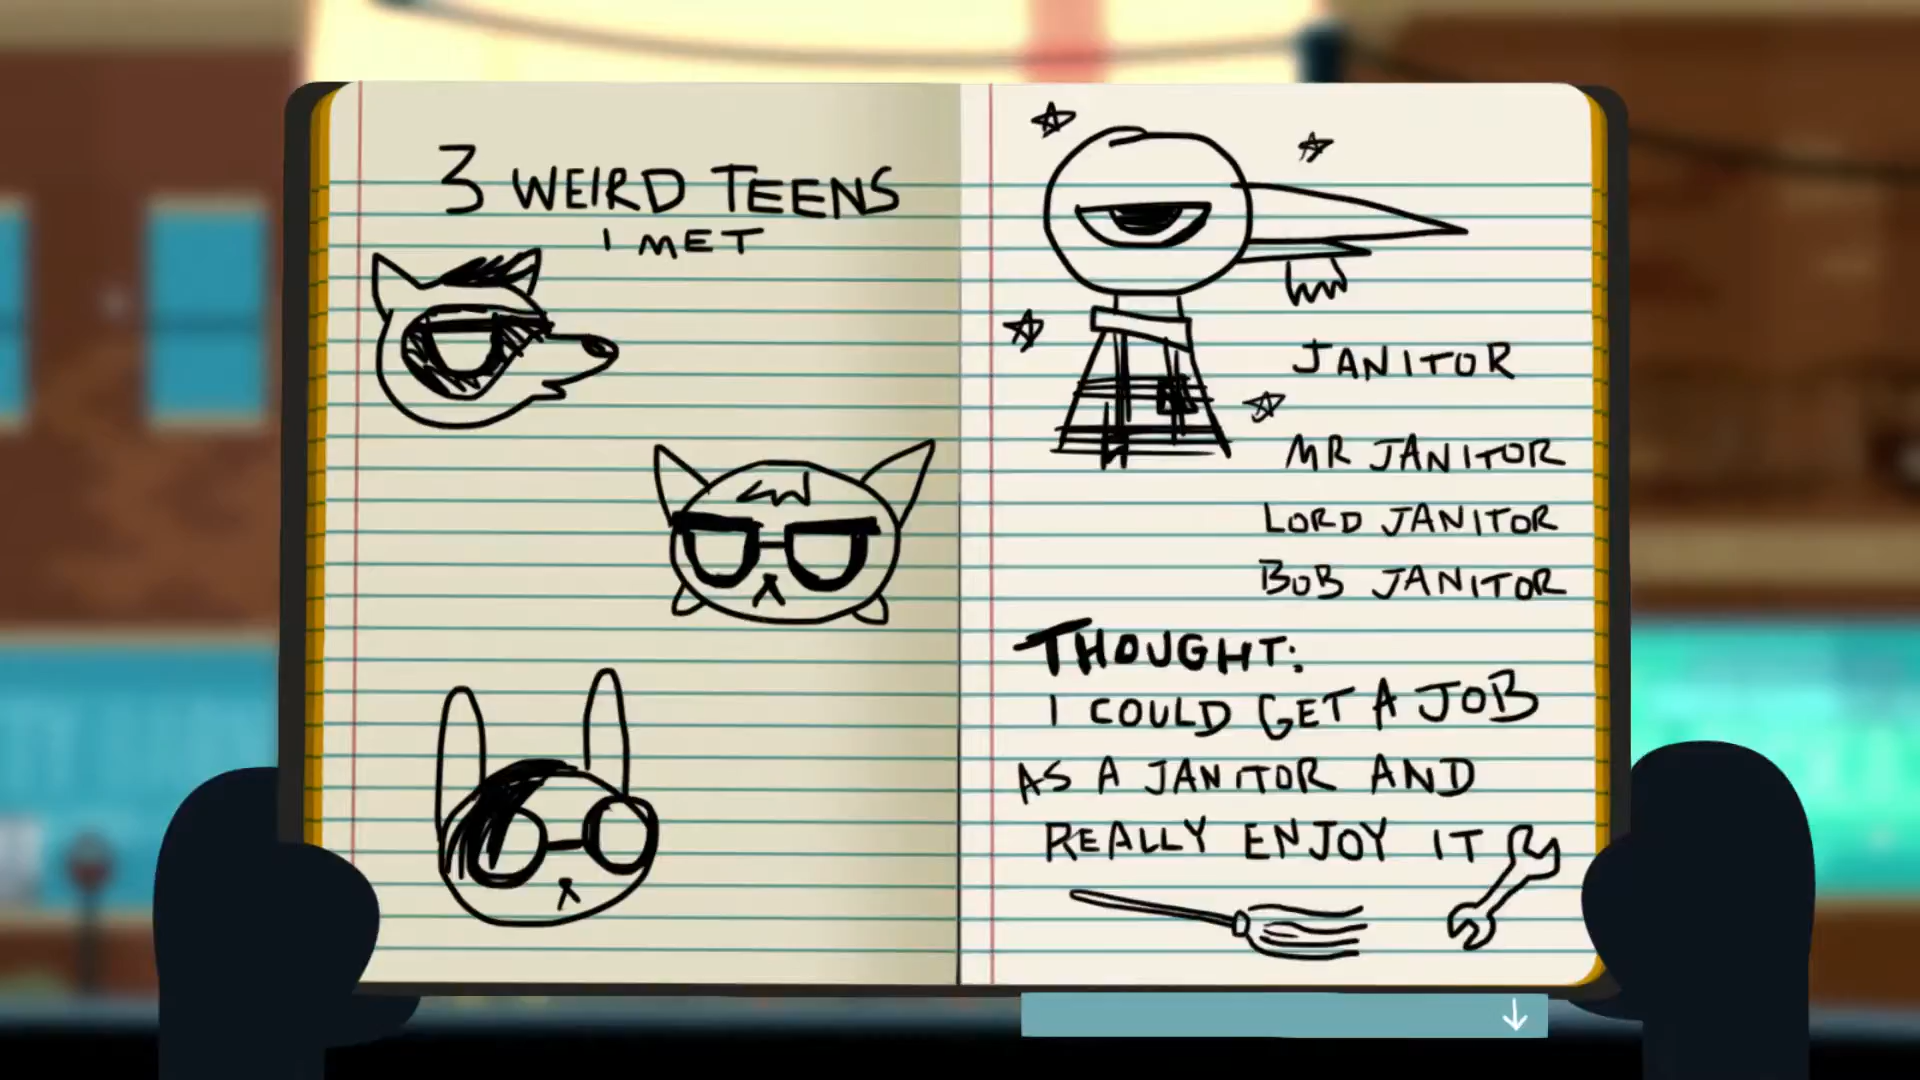 3 WEIRD TEENS
I MET
JANITOR
MR JANITOR
LORD JANITOR
BOB JANITOR
THOUGHT:
I COULD GET A JOB
AS A JANITOR AND
REALLY ENJOY IT